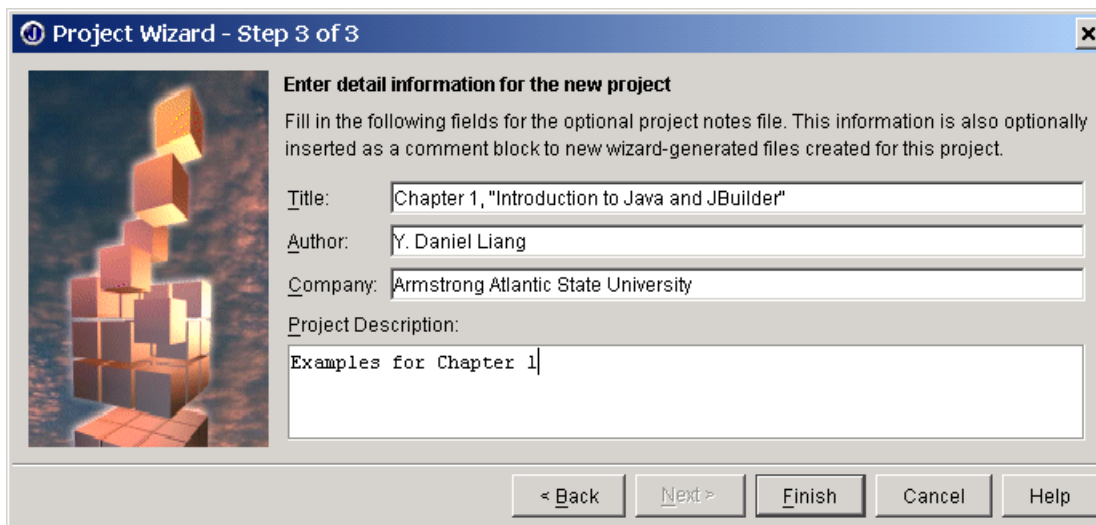 Project Wizard - Step 3 of 3
Enter detail information for the new project
Fill in the following fields for the optional project notes file. This information is also optionally
inserted as a comment block to new wizard-generated files created for this project.
Title: Chapter 1, "Introduction to Java and JBuilder"
Author: Y. Daniel Liang
Company: Armstrong Atlantic State University
Project Description:
Examples for Chapter 1
< Back Next > Finish Cancel Help